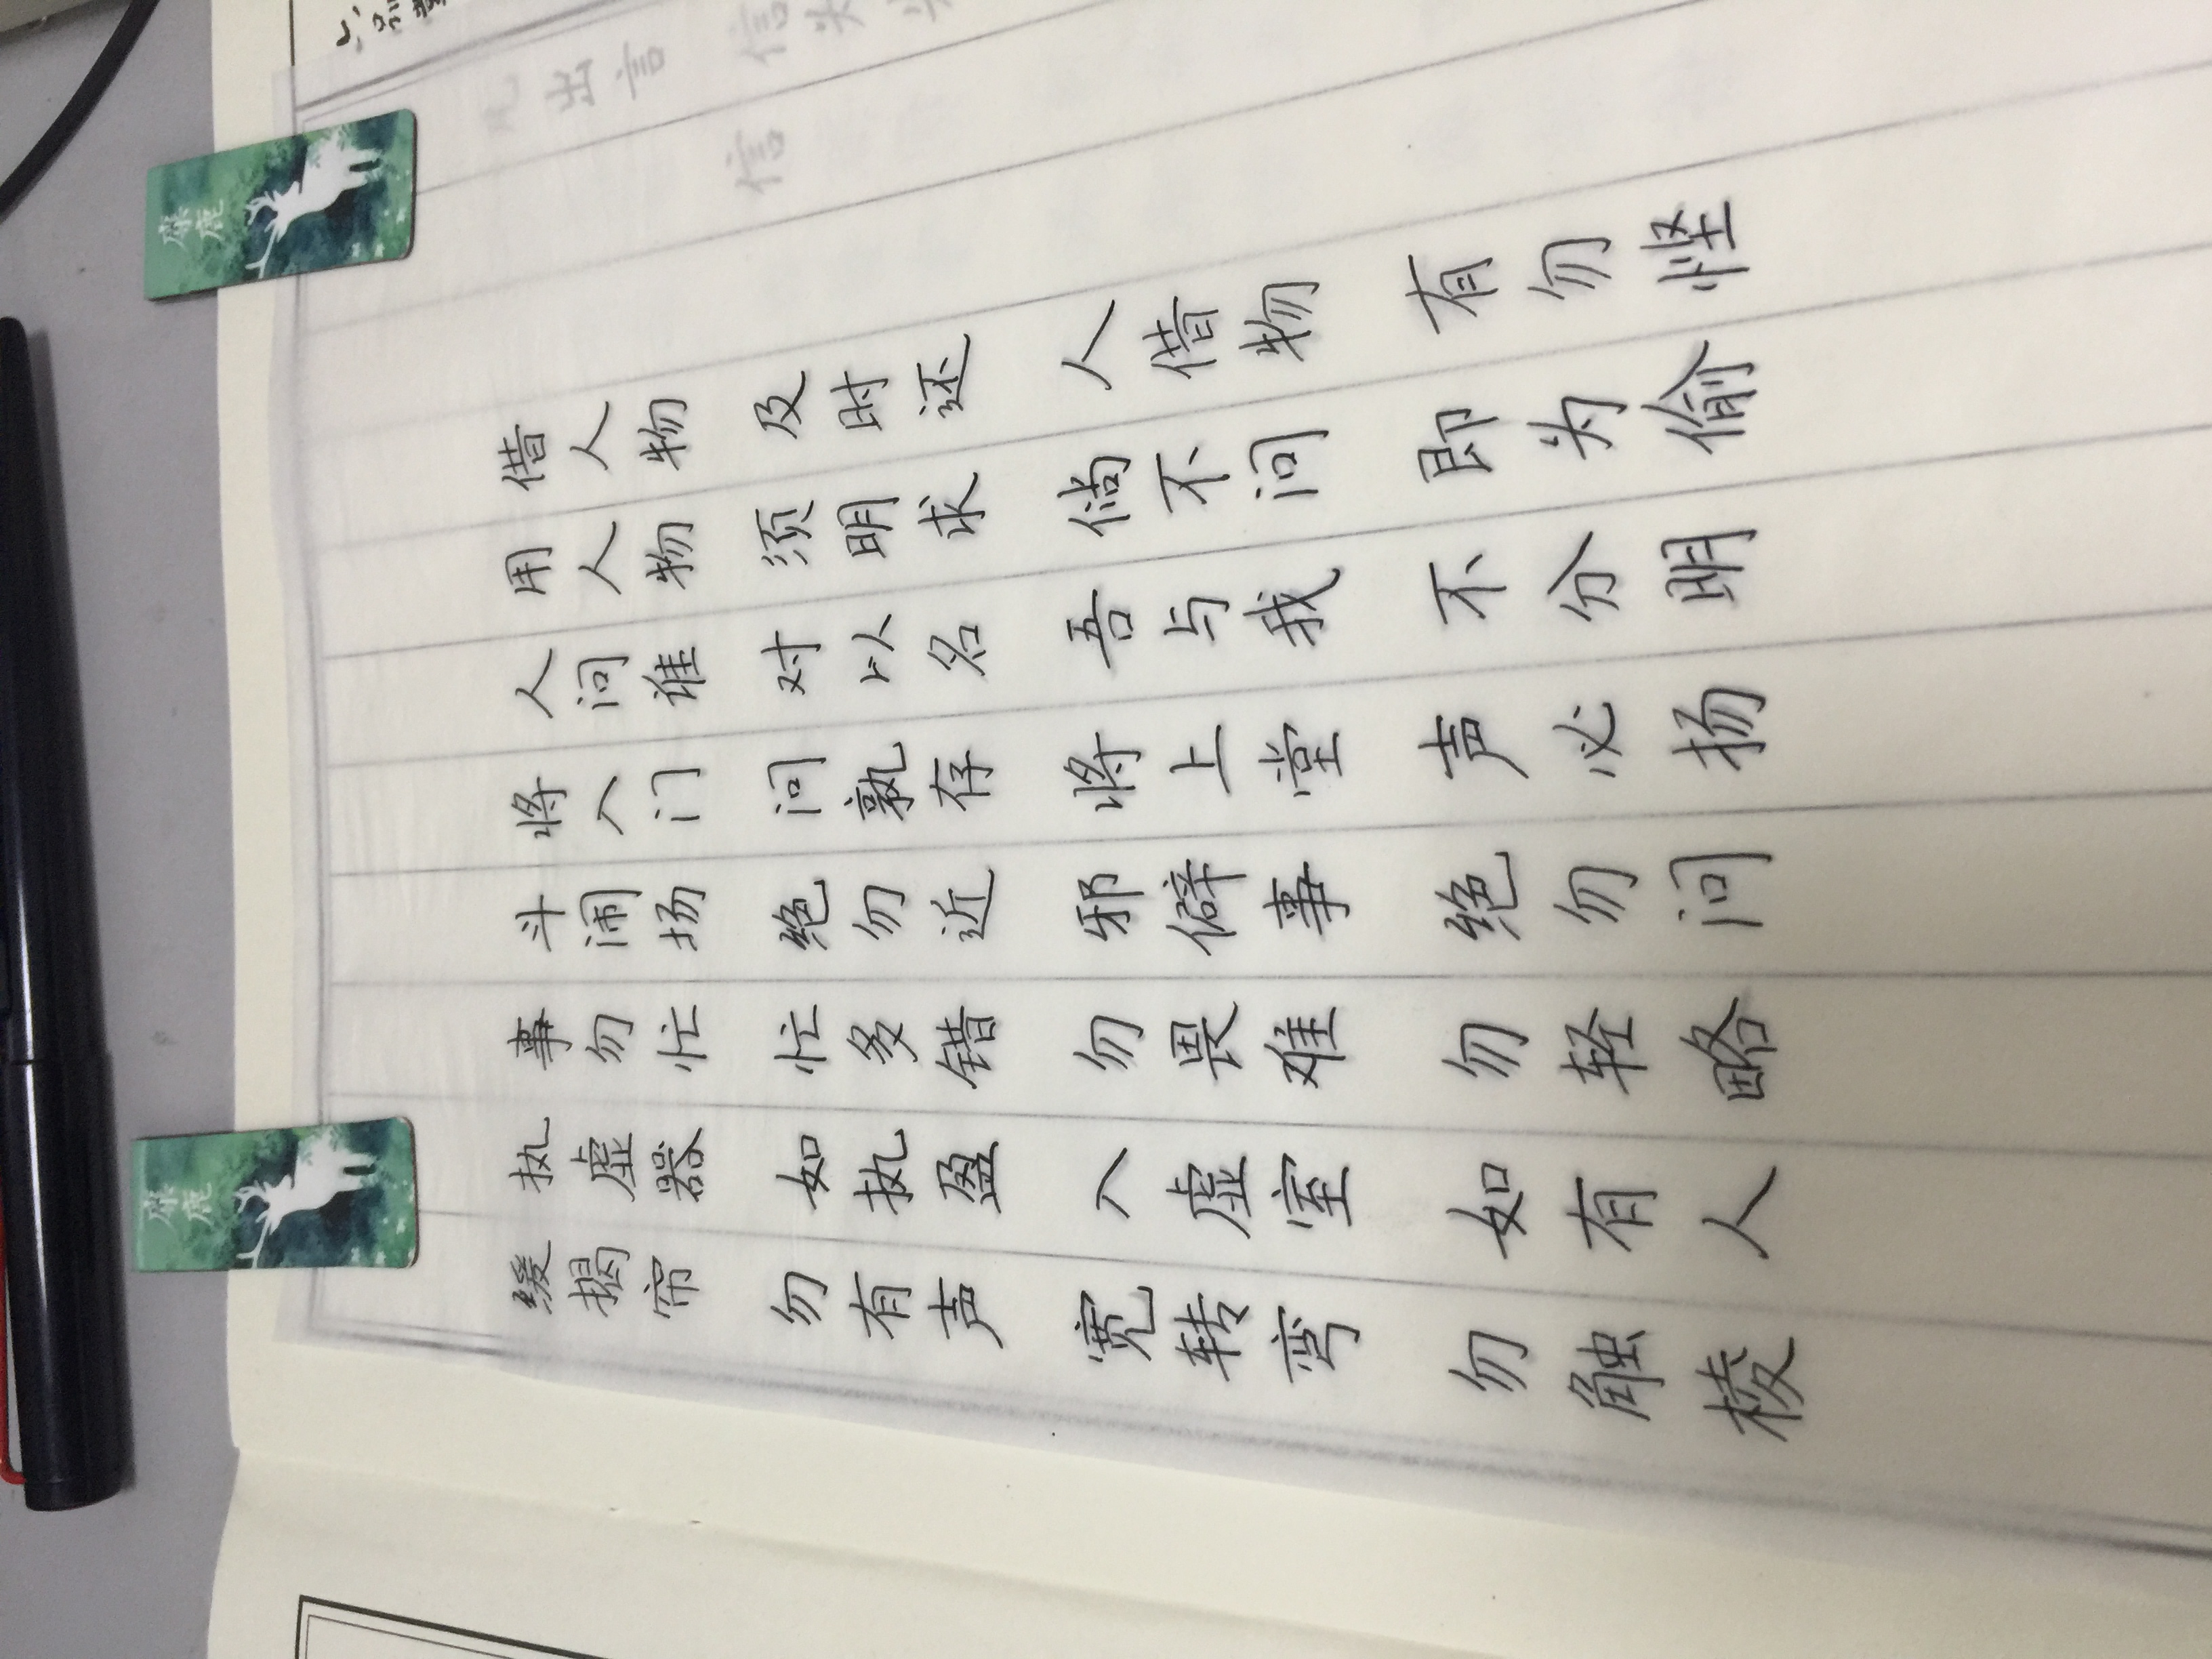 麋鹿
麋鹿
缓揭帘 勿有声 宽转弯 勿触棱
执虚器 如执盈 入虚室 如有人
事勿忙 忙多错 勿畏难 勿轻略
斗闹场 绝勿近 邪僻事 绝勿问
将入门 问孰存 将上堂 声必扬
人问谁 对以名 吾与我 不分明
用人物 须明求 倘不问 即为偷
借人物 及时还 人借物 有勿悭
信
凡出言 信为先